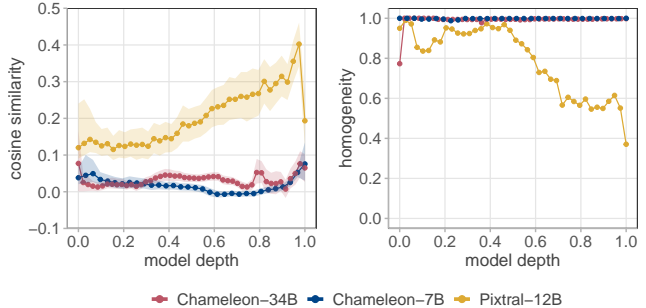 cosine similarity
0.5
0.4
0.3
0.2
0.1
0.0
−0.1
0.0 0.2 0.4 0.6 0.8 1.0
model depth
homogeneity
1.0
0.8
0.6
0.4
0.2
0.0
0.0 0.2 0.4 0.6 0.8 1.0
model depth
Chameleon−34B Chameleon−7B Pixtral−12B